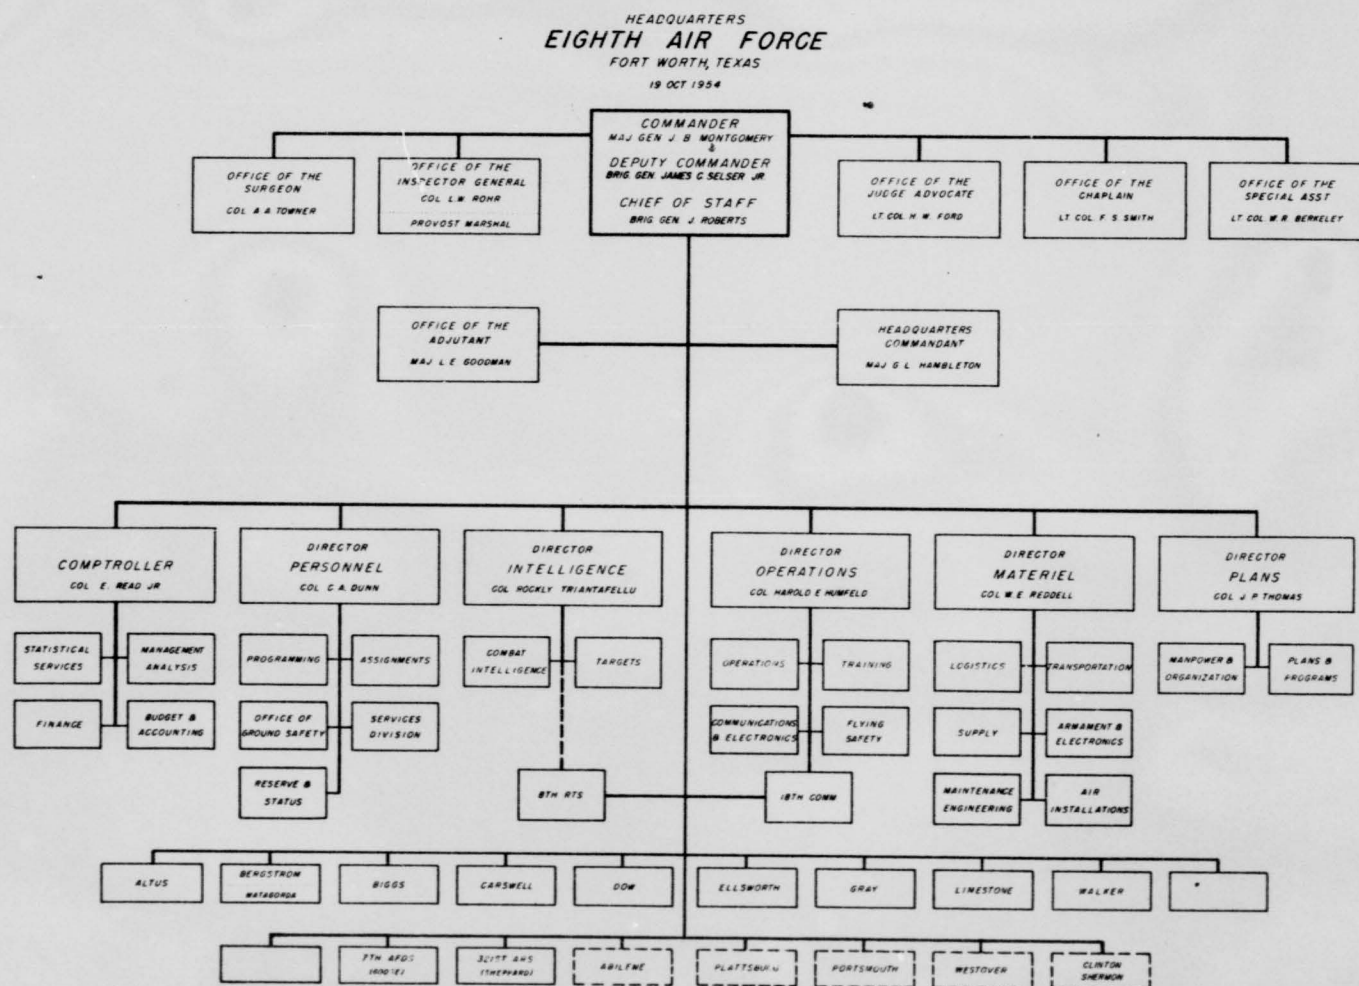 HEADQUARTERS
EIGHTH AIR FORCE
FORT WORTH, TEXAS
19 OCT 1954
COMMANDER
MAJ GEN J B MONTGOMERY
&
DEPUTY COMMANDER
BRIG. GEN. JAMES C SELSER JR.
CHIEF OF STAFF
BRIG. GEN. J. ROBERTS
OFFICE OF THE
SURGEON
COL A A TOWNER
OFFICE OF THE
INSPECTOR GENERAL
COL L.W. ROHR
PROVOST MARSHAL
OFFICE OF THE
JUDGE ADVOCATE
LT COL H. W. FORD
OFFICE OF THE
CHAPLAIN
LT COL F. S SMITH
OFFICE OF THE
SPECIAL ASST
LT. COL W.R. BERKELEY
OFFICE OF THE
ADJUTANT
MAJ L.E GOODMAN
HEADQUARTERS
COMMANDANT
MAJ G L HAMBLETON
COMPTROLLER
COL E. READ JR
DIRECTOR
PERSONNEL
COL C.A. DUNN
DIRECTOR
INTELLIGENCE
COL ROCKLY TRIANTAFELLU
DIRECTOR
OPERATIONS
COL HAROLD E HUMFELD
DIRECTOR
MATERIEL
COL W.E REDDELL
DIRECTOR
PLANS
COL J. P THOMAS
STATISTICAL
SERVICES
MANAGEMENT
ANALYSIS
FINANCE
BUDGET &
ACCOUNTING
PROGRAMMING
ASSIGNMENTS
OFFICE OF
GROUND SAFETY
SERVICES
DIVISION
RESERVE &
STATUS
COMBAT
INTELLIGENCE
TARGETS
8TH RTS
OPERATIONS
TRAINING
COMMUNICATIONS
& ELECTRONICS
FLYING
SAFETY
18TH COMM
LOGISTICS
TRANSPORTATION
SUPPLY
ARMAMENT &
ELECTRONICS
MAINTENANCE
ENGINEERING
AIR
INSTALLATIONS
MANPOWER &
ORGANIZATION
PLANS &
PROGRAMS
ALTUS
BERGSTROM
MATAGORDA
BIGGS
CARSWELL
DOW
ELLSWORTH
GRAY
LIMESTONE
WALKER
7TH AFDS
(GOOSE)
321ST AHS
(SHEPPARD)
ABILENE
PLATTSBURG
PORTSMOUTH
WESTOVER
CLINTON
SHERMON